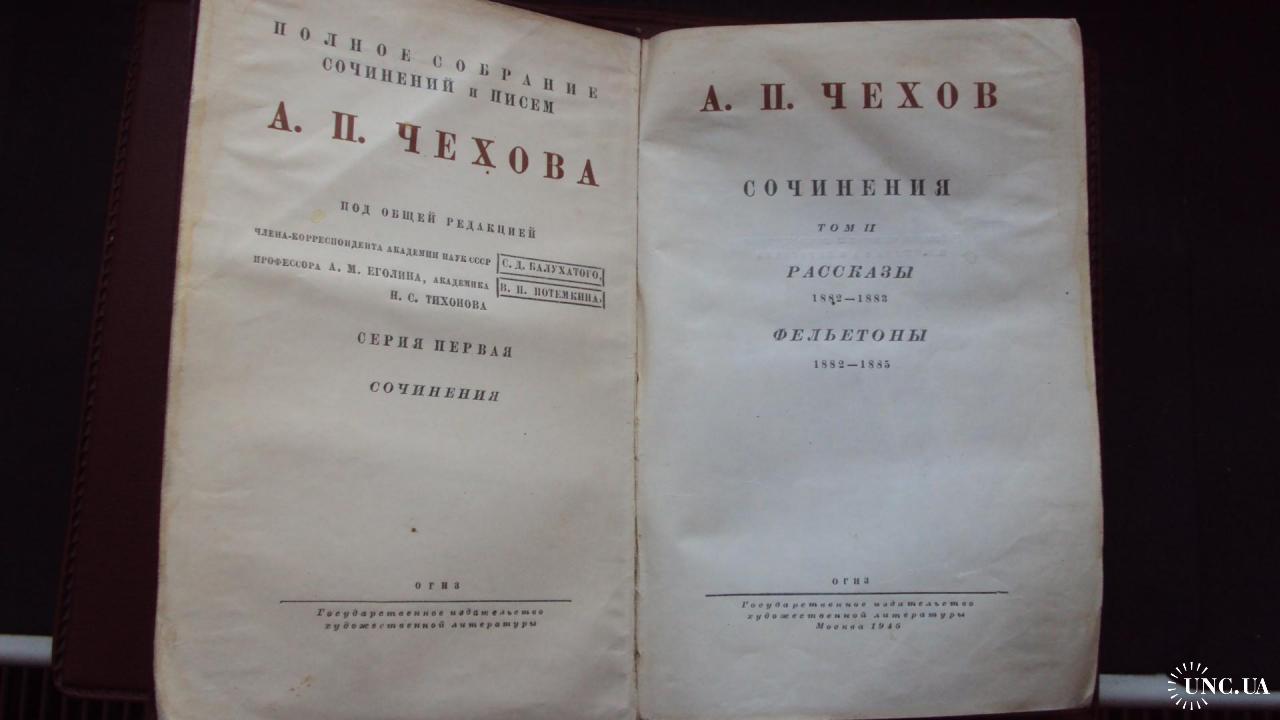 ПОЛНОЕ СОБРАНИЕ
СОЧИНЕНИЙ и ПИСЕМ
А. П. ЧЕХОВА
ПОД ОБЩЕЙ РЕДАКЦИЕЙ
ЧЛЕНА-КОРРЕСПОНДЕНТА АКАДЕМИИ НАУК СССР С. Д. БАЛУХАТОГО,
ПРОФЕССОРА А. М. ЕГОЛИНА, АКАДЕМИКА В. П. ПОТЕМКИНА,
Н. С. ТИХОНОВА
СЕРИЯ ПЕРВАЯ
СОЧИНЕНИЯ
ОГИЗ
Государственное издательство
художественной литературы
А. П. ЧЕХОВ
СОЧИНЕНИЯ
ТОМ II
РАССКАЗЫ
1882—1883
ФЕЛЬЕТОНЫ
1882—1885
ОГИЗ
Государственное издательство
художественной литературы
Москва 1946
UNC.UA